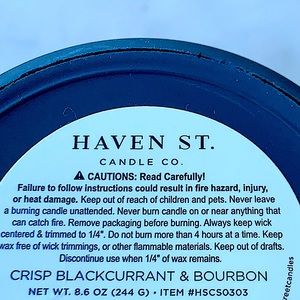 HAVEN ST.
CANDLE CO.
⚠ CAUTIONS: Read Carefully!
Failure to follow instructions could result in fire hazard, injury,
or heat damage. Keep out of reach of children and pets. Never leave
a burning candle unattended. Never burn candle on or near anything that
can catch fire. Remove packaging before burning. Always keep wick
centered & trimmed to 1/4". Do not burn more than 4 hours at a time. Keep
wax free of wick trimmings, or other flammable materials. Keep out of drafts.
Discontinue use when 1/4" of wax remains.
CRISP BLACKCURRANT & BOURBON
NET WT. 8.6 OZ (244 G) • ITEM #HSCS0303